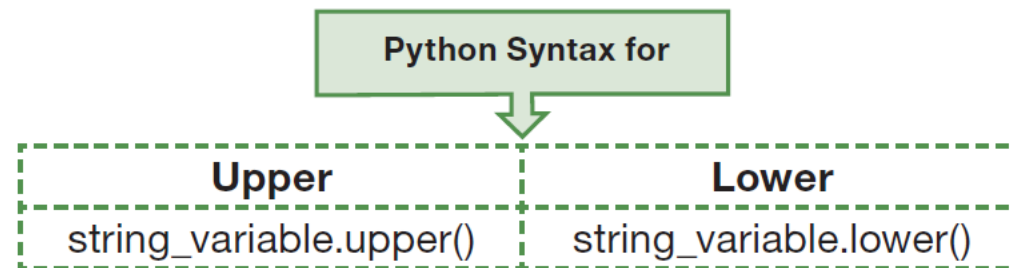 Python Syntax for
Upper Lower
string_variable.upper() string_variable.lower()